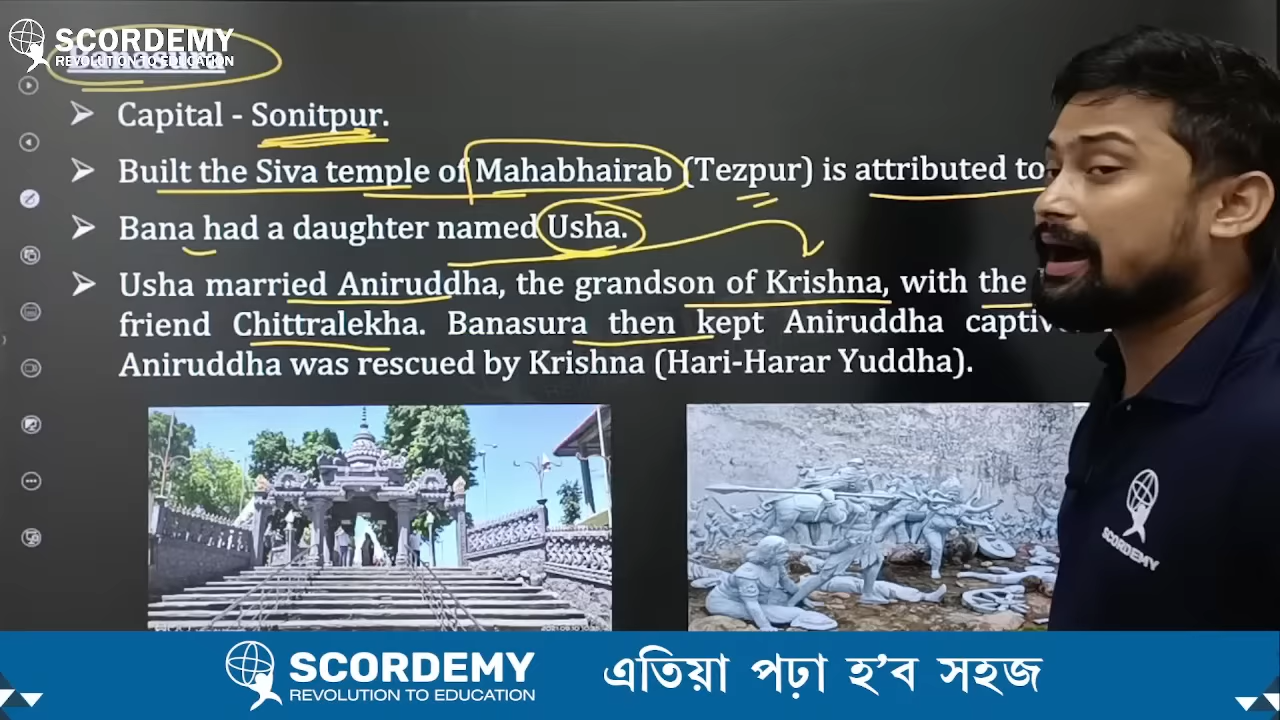 SCORDEMY
REVOLUTION TO EDUCATION
Banasura
Capital - Sonitpur.
Built the Siva temple of Mahabhairab (Tezpur) is attributed to
Bana had a daughter named Usha.
Usha married Aniruddha, the grandson of Krishna, with the
friend Chittralekha. Banasura then kept Aniruddha
Aniruddha was rescued by Krishna (Hari-Harar Yuddha).
SCORDEMY
SCORDEMY
REVOLUTION TO EDUCATION
এতিয়া পঢ়া হ'ব সহজ